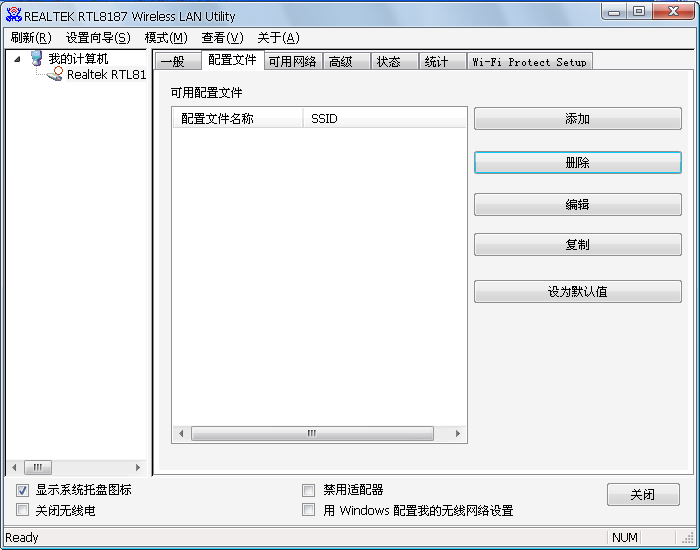 REALTEK RTL8187 Wireless LAN Utility
刷新(R) 设置向导(S) 模式(M) 查看(V) 关于(A)
我的计算机
Realtek RTL81
一般 配置文件 可用网络 高级 状态 统计 Wi-Fi Protect Setup
可用配置文件
配置文件名称 SSID
添加
删除
编辑
复制
设为默认值
显示系统托盘图标 禁用适配器
关闭
关闭无线电 用 Windows 配置我的无线网络设置
Ready NUM